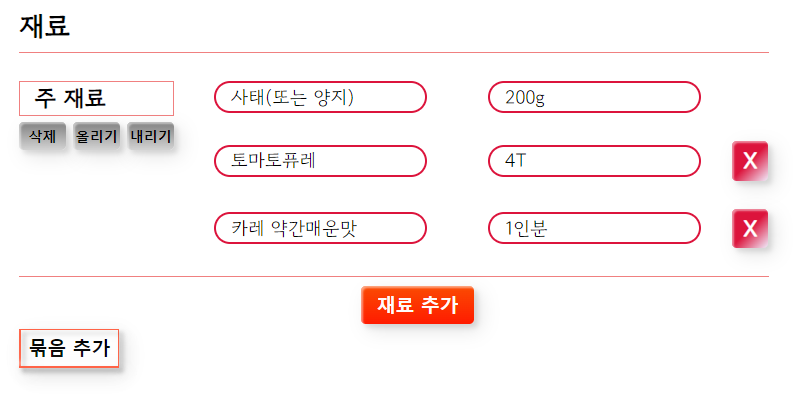 재료
주 재료
삭제 올리기 내리기
사태(또는 양지) 200g
토마토퓨레 4T X
카레 약간매운맛 1인분 X
재료 추가
묶음 추가